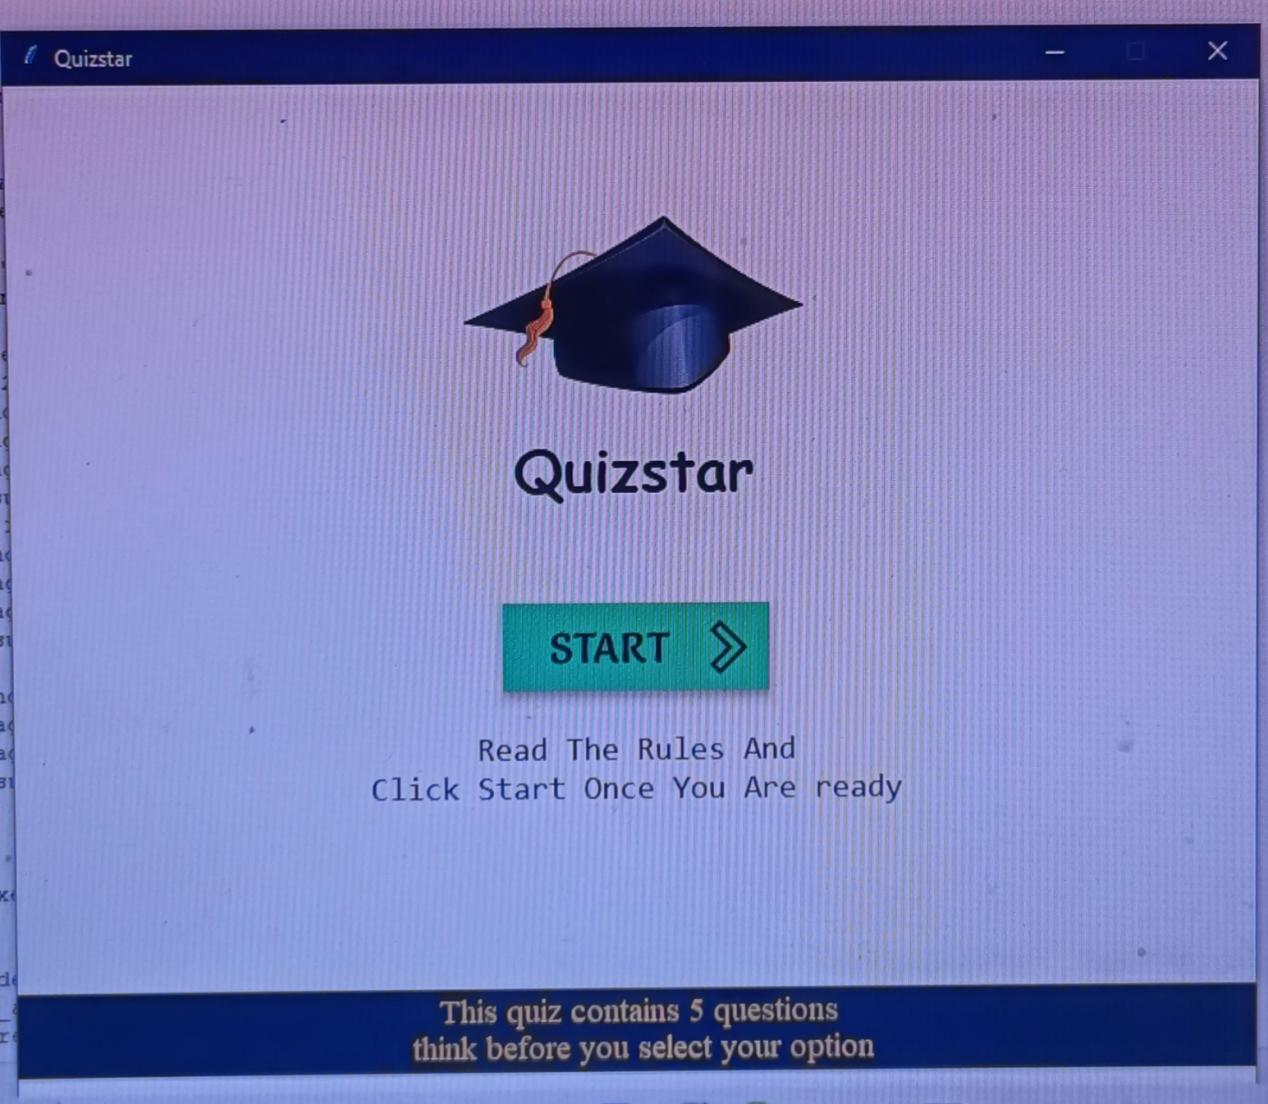 Quizstar
Quizstar
START
Read The Rules And
Click Start Once You Are ready
This quiz contains 5 questions
think before you select your option